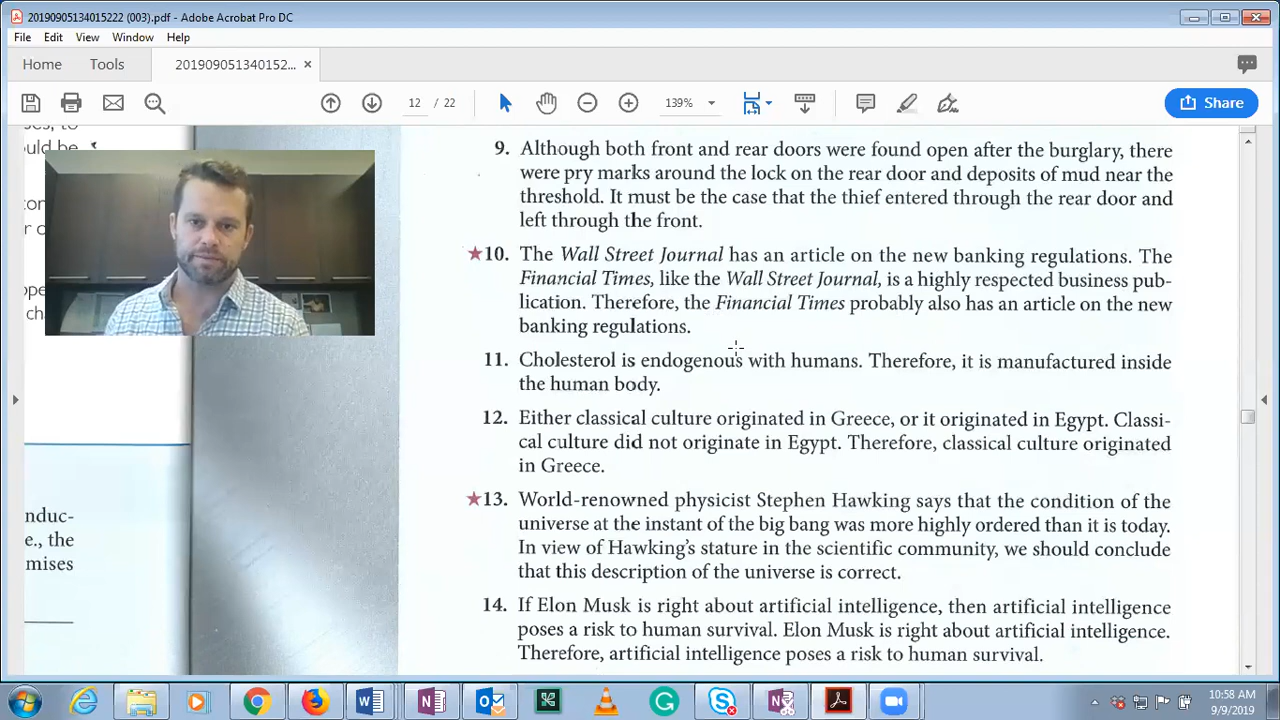 20190905134015222 (003).pdf - Adobe Acrobat Pro DC
File Edit View Window Help
Home Tools 201909051340152... ×
12 / 22 139% Share
ses, to
uld be
9. Although both front and rear doors were found open after the burglary, there
were pry marks around the lock on the rear door and deposits of mud near the
threshold. It must be the case that the thief entered through the rear door and
left through the front.
★10. The Wall Street Journal has an article on the new banking regulations. The
Financial Times, like the Wall Street Journal, is a highly respected business pub-
lication. Therefore, the Financial Times probably also has an article on the new
banking regulations.
11. Cholesterol is endogenous with humans. Therefore, it is manufactured inside
the human body.
12. Either classical culture originated in Greece, or it originated in Egypt. Classi-
cal culture did not originate in Egypt. Therefore, classical culture originated
in Greece.
★13. World-renowned physicist Stephen Hawking says that the condition of the
universe at the instant of the big bang was more highly ordered than it is today.
In view of Hawking's stature in the scientific community, we should conclude
that this description of the universe is correct.
14. If Elon Musk is right about artificial intelligence, then artificial intelligence
poses a risk to human survival. Elon Musk is right about artificial intelligence.
Therefore, artificial intelligence poses a risk to human survival.
nduc-
e., the
mises
10:58 AM
9/9/2019